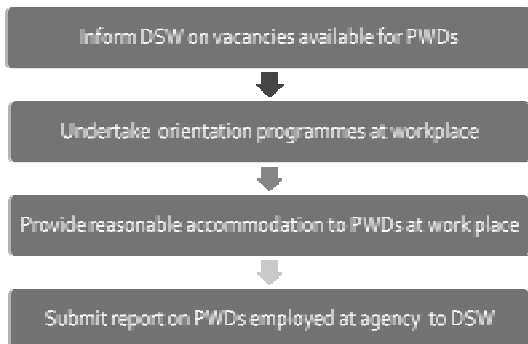 Inform DSW on vacancies available for PWDs
Undertake orientation programmes at workplace
Provide reasonable accommodation to PWDs at work place
Submit report on PWDs employed at agency to DSW